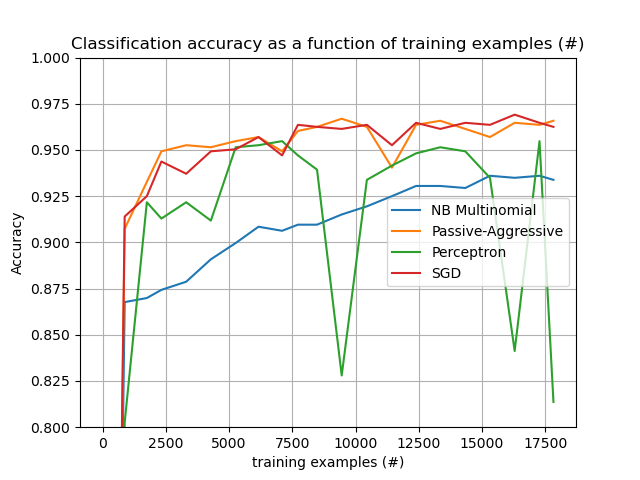 Classification accuracy as a function of training examples (#)
1.000
0.975
0.950
0.925
0.900
0.875
0.850
0.825
0.800
Accuracy
NB Multinomial
Passive-Aggressive
Perceptron
SGD
0 2500 5000 7500 10000 12500 15000 17500
training examples (#)